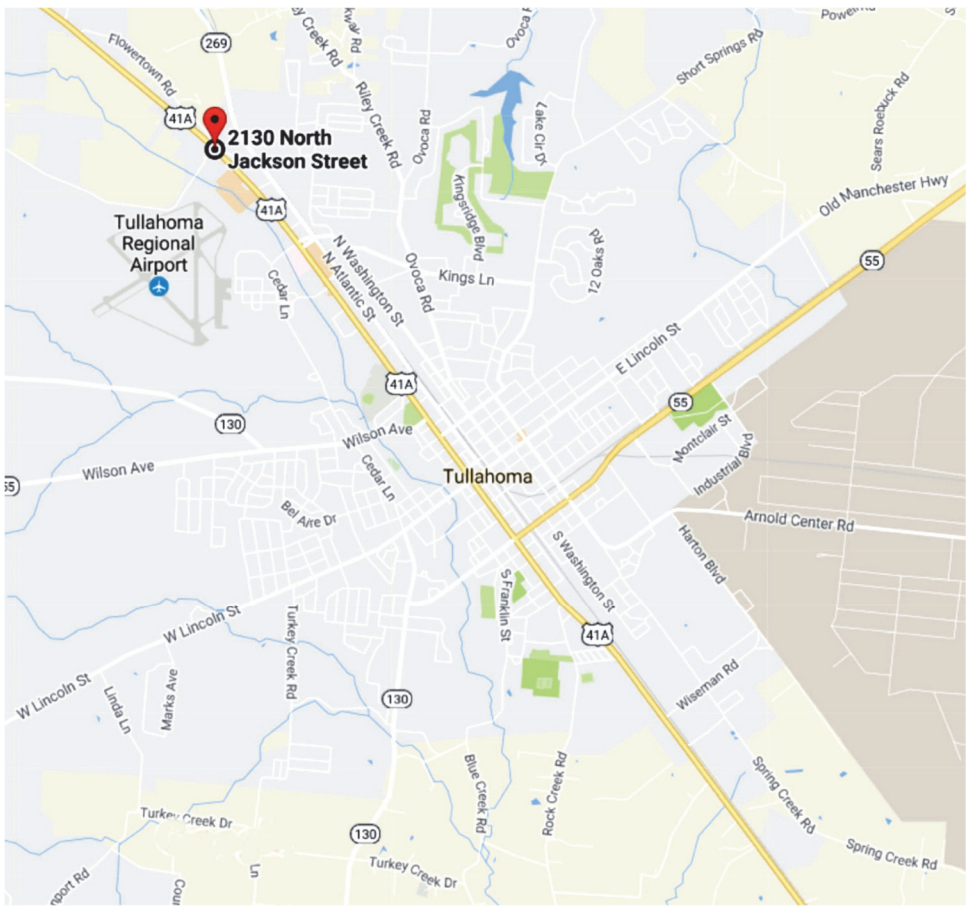 Flowertown Rd
269
Riley Creek Rd
Ovoca Rd
Short Springs Rd
41A
2130 North
Jackson Street
Ovoca Rd
Lake Cir Dr
Sears Roebuck Rd
Old Manchester Hwy
41A
Tullahoma
Regional
Airport
Kingsridge Blvd
N Washington St
N Atlantic St
Ovoca Rd
Kings Ln
12 Oaks Rd
55
Cedar Ln
E Lincoln St
41A
55
130
Wilson Ave
Montclair St
Wilson Ave
Cedar Ln
Tullahoma
Industrial Blvd
55
Bel Aire Dr
Arnold Center Rd
Harton Blvd
S Washington St
S Franklin St
W Lincoln St
Turkey Creek Rd
41A
W Lincoln St
Linda Ln
Marks Ave
130
Wiseman Rd
Blue Creek Rd
Rock Creek Rd
Spring Creek Rd
Turkey Creek Dr
130
Spring Creek Rd
Turkey Creek Dr
Ln